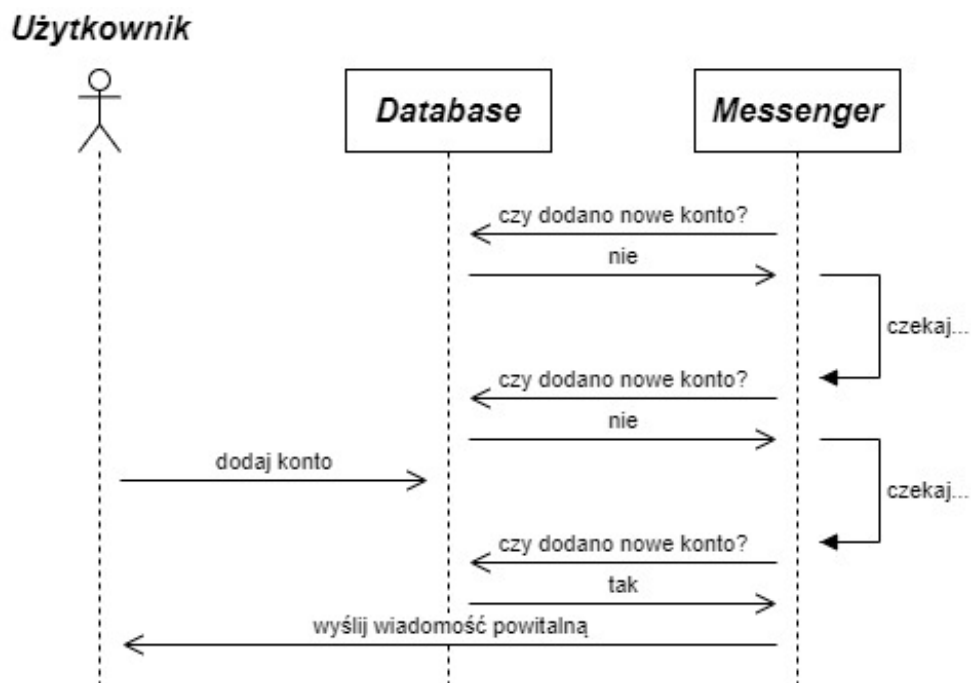 Użytkownik
Database
Messenger
czy dodano nowe konto?
nie
czekaj...
czy dodano nowe konto?
nie
dodaj konto
czekaj...
czy dodano nowe konto?
tak
wyślij wiadomość powitalną